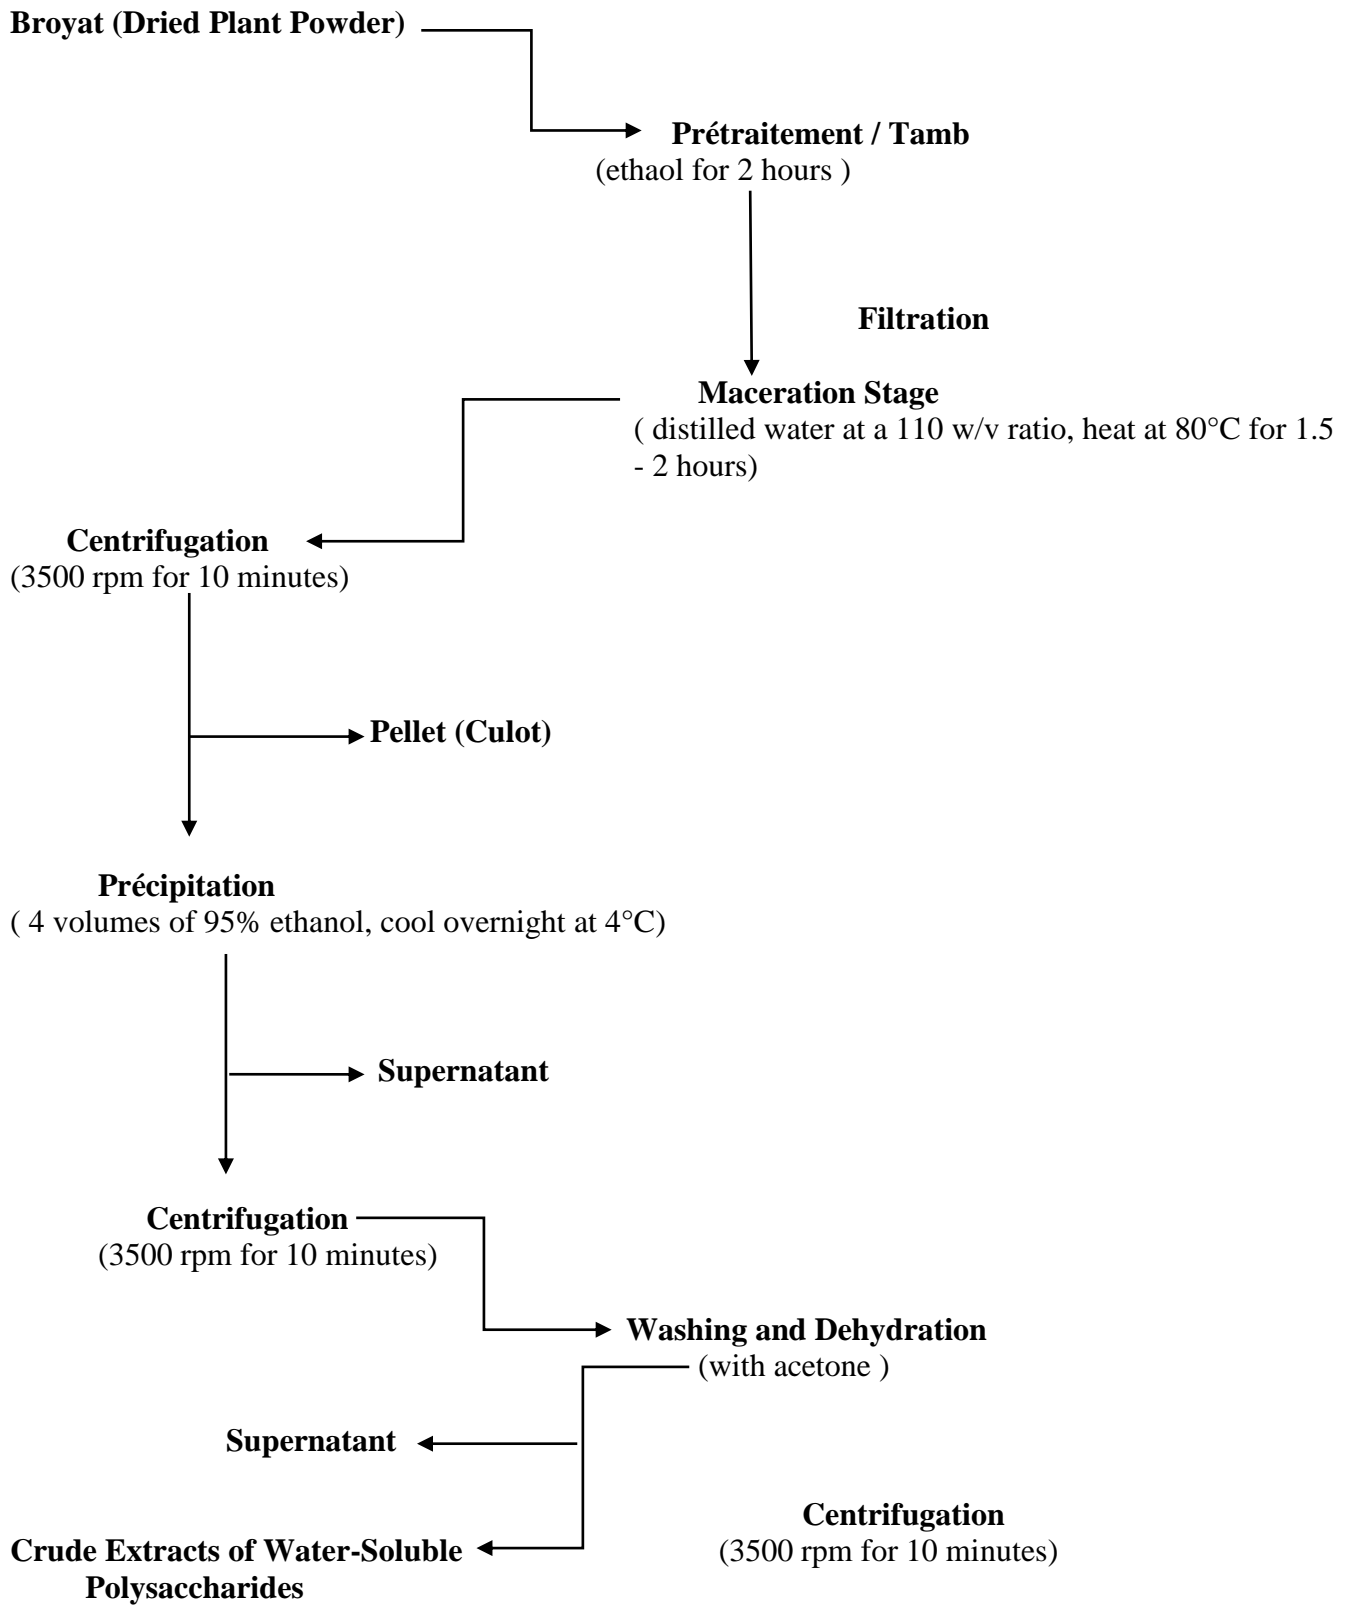 Broyat (Dried Plant Powder)
Prétraitement / Tamb
(ethaol for 2 hours )
Filtration
Maceration Stage
( distilled water at a 110 w/v ratio, heat at 80°C for 1.5
- 2 hours)
Centrifugation
(3500 rpm for 10 minutes)
Pellet (Culot)
Précipitation
( 4 volumes of 95% ethanol, cool overnight at 4°C)
Supernatant
Centrifugation
(3500 rpm for 10 minutes)
Washing and Dehydration
(with acetone )
Supernatant
Centrifugation
(3500 rpm for 10 minutes)
Crude Extracts of Water-Soluble
Polysaccharides